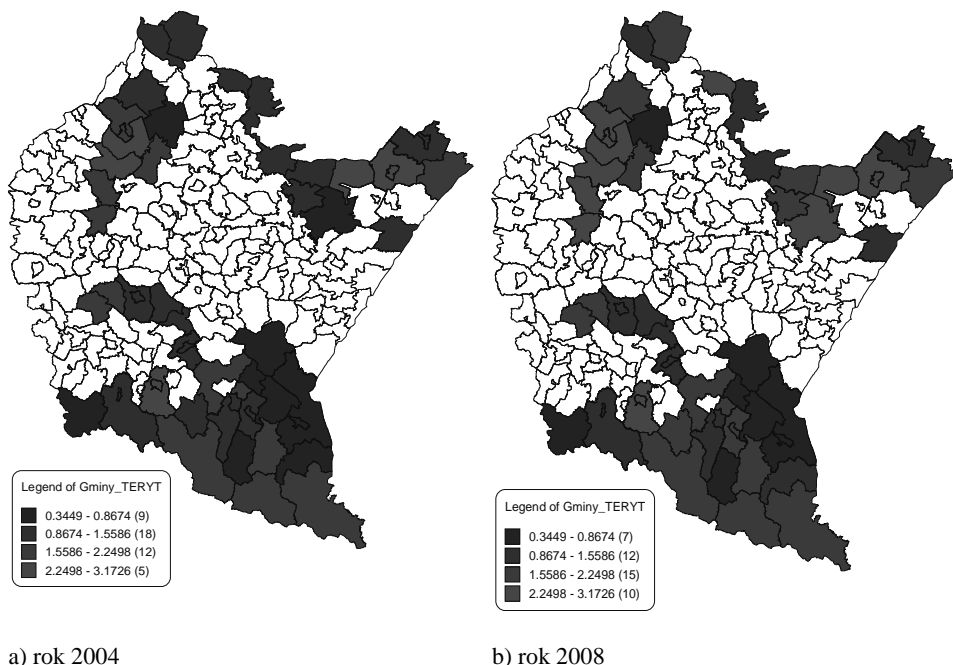 Legend of Gminy_TERYT
0.3449 - 0.8674 (9)
0.8674 - 1.5586 (18)
1.5586 - 2.2498 (12)
2.2498 - 3.1726 (5)
Legend of Gminy_TERYT
0.3449 - 0.8674 (7)
0.8674 - 1.5586 (12)
1.5586 - 2.2498 (15)
2.2498 - 3.1726 (10)
a) rok 2004
b) rok 2008